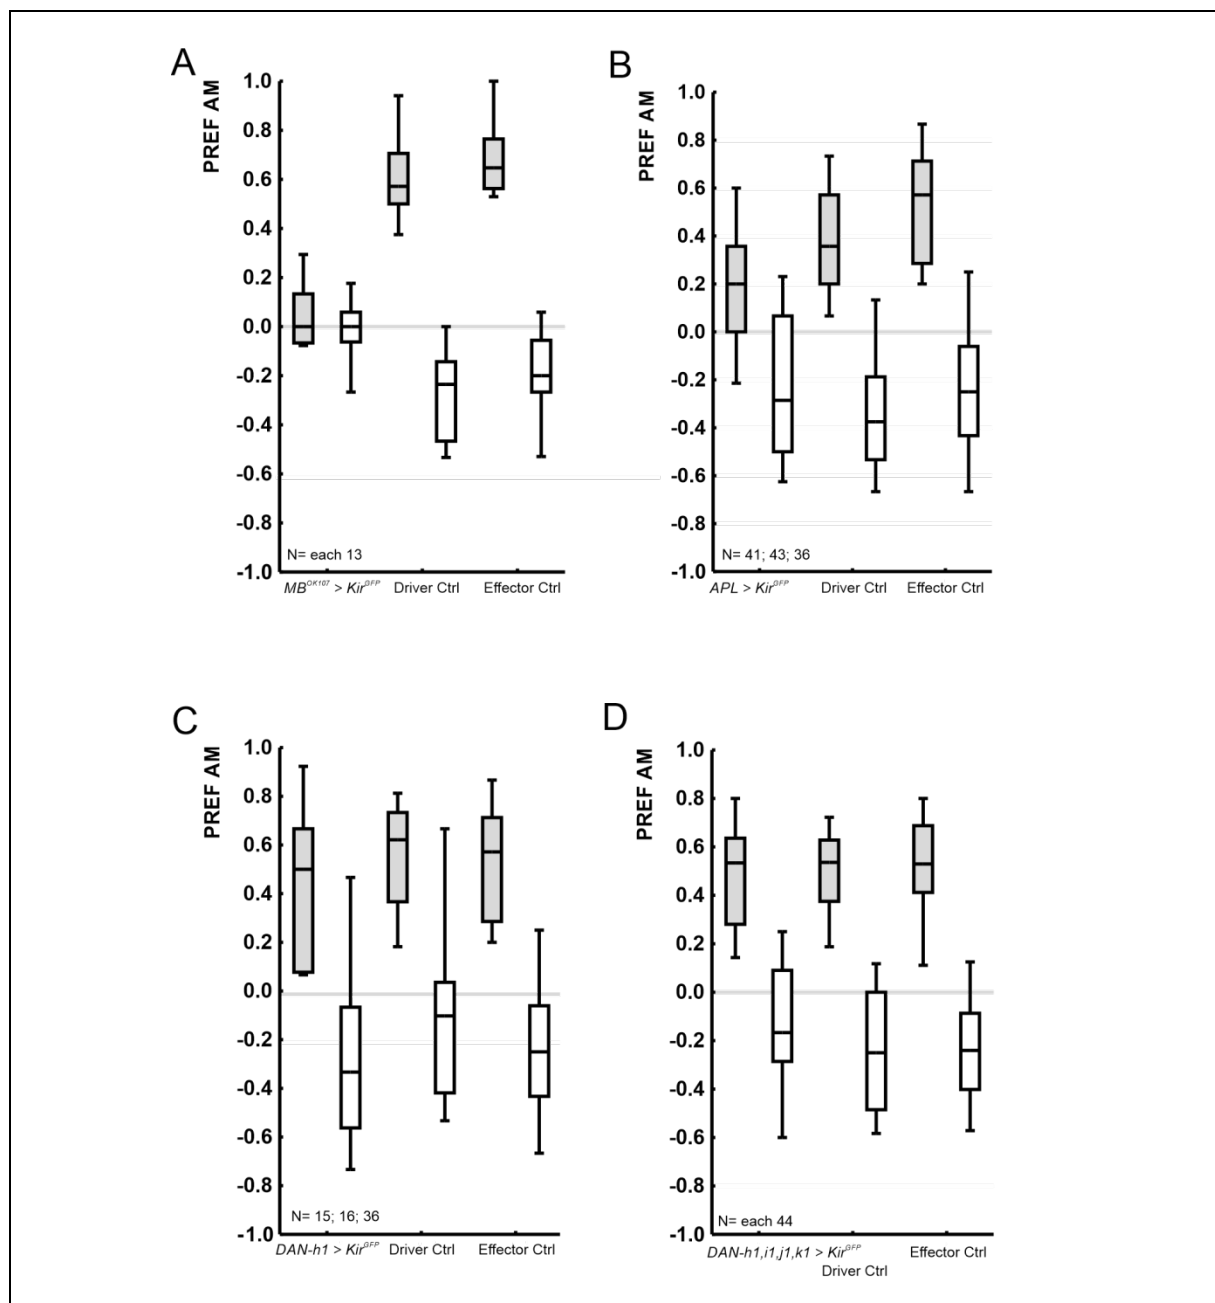 A
PREF AM
1.0
0.8
0.6
0.4
0.2
0.0
-0.2
-0.4
-0.6
-0.8
-1.0
N= each 13
MB^OK107 > Kir^GFP Driver Ctrl Effector Ctrl
B
PREF AM
1.0
0.8
0.6
0.4
0.2
0.0
-0.2
-0.4
-0.6
-0.8
-1.0
N= 41; 43; 36
APL > Kir^GFP Driver Ctrl Effector Ctrl
C
PREF AM
1.0
0.8
0.6
0.4
0.2
0.0
-0.2
-0.4
-0.6
-0.8
-1.0
N= 15; 16; 36
DAN-h1 > Kir^GFP Driver Ctrl Effector Ctrl
D
PREF AM
1.0
0.8
0.6
0.4
0.2
0.0
-0.2
-0.4
-0.6
-0.8
-1.0
N= each 44
DAN-h1,i1,j1,k1 > Kir^GFP Effector Ctrl
Driver Ctrl